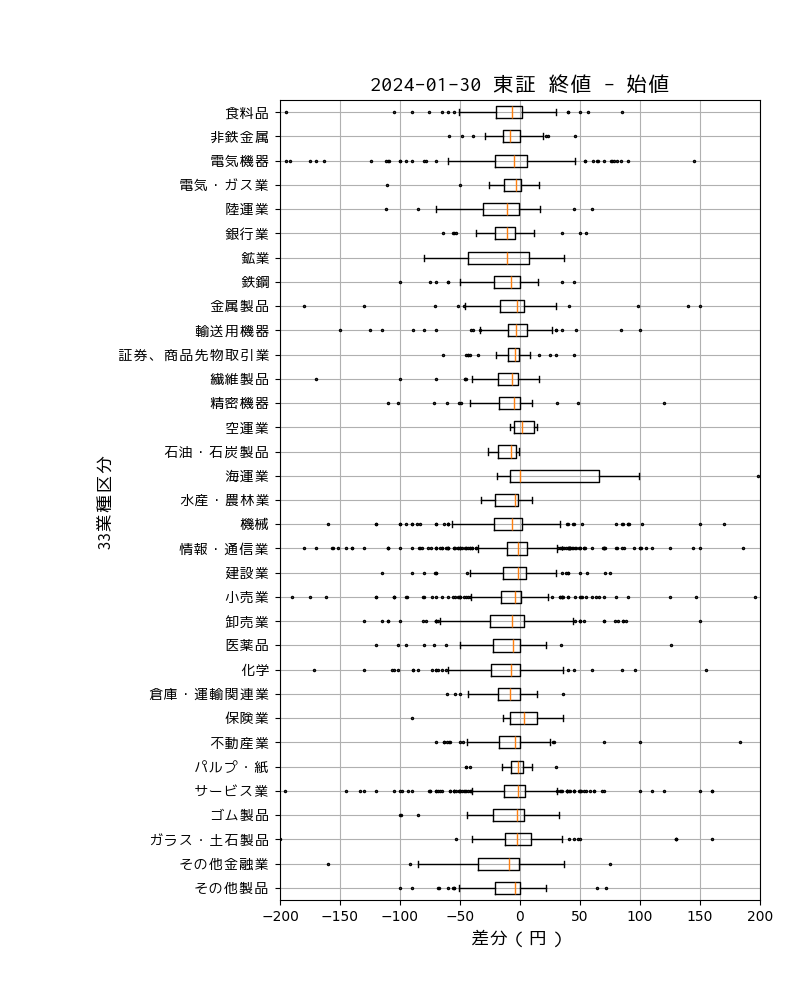 2024-01-30 東証 終値 - 始値
食料品
非鉄金属
電気機器
電気・ガス業
陸運業
銀行業
鉱業
鉄鋼
金属製品
輸送用機器
証券、商品先物取引業
繊維製品
精密機器
空運業
石油・石炭製品
海運業
水産・農林業
機械
情報・通信業
建設業
小売業
卸売業
医薬品
化学
倉庫・運輸関連業
保険業
不動産業
パルプ・紙
サービス業
ゴム製品
ガラス・土石製品
その他金融業
その他製品
33業種区分
−200 −150 −100 −50 0 50 100 150 200
差分（円）